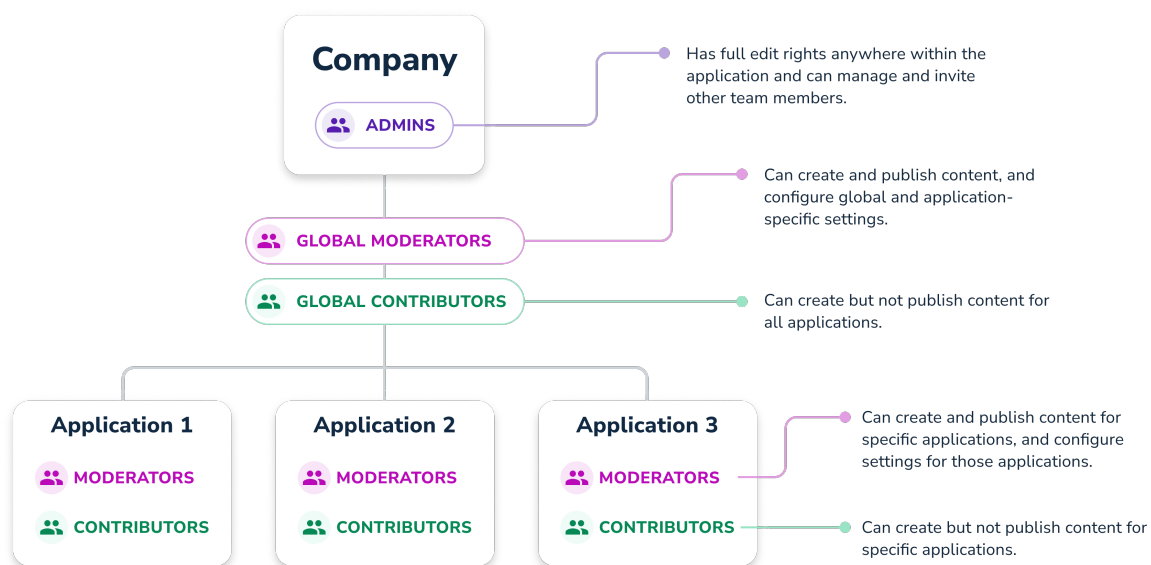 Company
ADMINS
Has full edit rights anywhere within the
application and can manage and invite
other team members.
GLOBAL MODERATORS
Can create and publish content, and
configure global and application-
specific settings.
GLOBAL CONTRIBUTORS
Can create but not publish content for
all applications.
Application 1
MODERATORS
CONTRIBUTORS
Application 2
MODERATORS
CONTRIBUTORS
Application 3
MODERATORS
CONTRIBUTORS
Can create and publish content for
specific applications, and configure
settings for those applications.
Can create but not publish content for
specific applications.